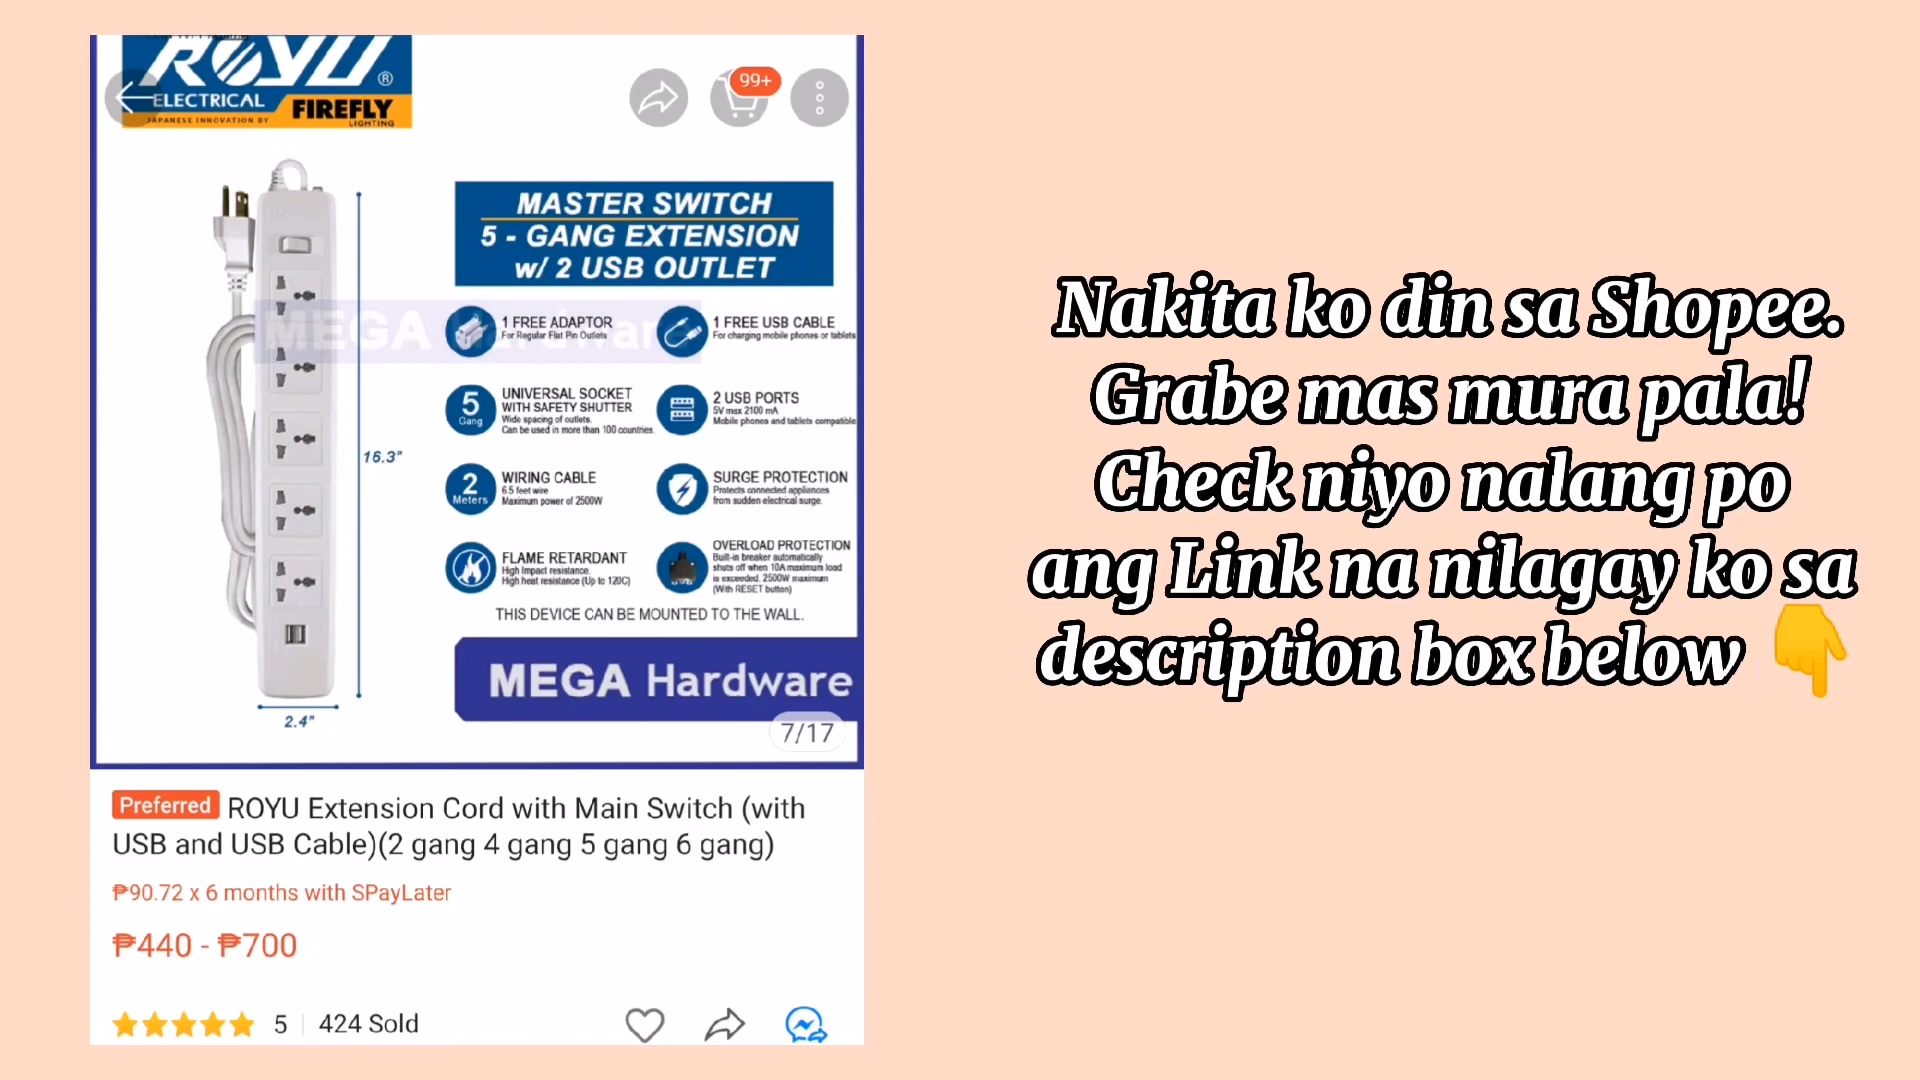 ROYU ®
ELECTRICAL
JAPANESE INNOVATION BY
FIREFLY
LIGHTING
99+
MASTER SWITCH
5 - GANG EXTENSION
w/ 2 USB OUTLET
MEGA Hardware
1 FREE ADAPTOR
For Regular Flat Pin Outlets
1 FREE USB CABLE
For charging mobile phones or tablets
5
Gang
UNIVERSAL SOCKET
WITH SAFETY SHUTTER
Wide spacing of outlets.
Can be used in more than 100 countries.
2 USB PORTS
5V max 2100 mA
Mobile phones and tablets compatible
16.3"
2
Meters
WIRING CABLE
6.5 feet wire
Maximum power of 2500W
SURGE PROTECTION
Protects connected appliances
from sudden electrical surge.
FLAME RETARDANT
High Impact resistance.
High heat resistance (Up to 120C)
OVERLOAD PROTECTION
Built-in breaker automatically
shuts off when 10A maximum load
is exceeded. 2500W maximum
(With RESET button)
THIS DEVICE CAN BE MOUNTED TO THE WALL.
MEGA Hardware
2.4"
7/17
Preferred ROYU Extension Cord with Main Switch (with
USB and USB Cable)(2 gang 4 gang 5 gang 6 gang)
₱90.72 x 6 months with SPayLater
₱440 - ₱700
5 424 Sold
Nakita ko din sa Shopee.
Grabe mas mura pala!
Check niyo nalang po
ang Link na nilagay ko sa
description box below 👇